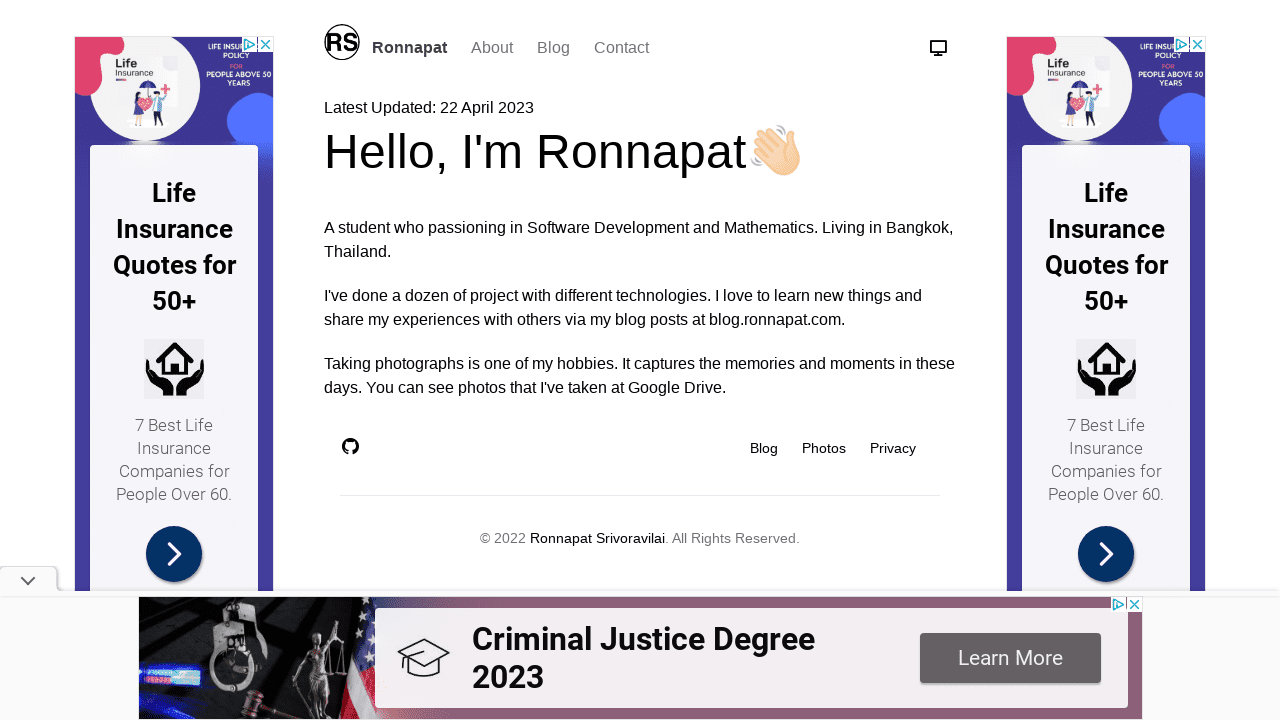 RS
Ronnapat
About
Blog
Contact
Latest Updated: 22 April 2023
Hello, I'm Ronnapat
A student who passioning in Software Development and Mathematics. Living in Bangkok,
Thailand.
I've done a dozen of project with different technologies. I love to learn new things and
share my experiences with others via my blog posts at blog.ronnapat.com.
Taking photographs is one of my hobbies. It captures the memories and moments in these
days. You can see photos that I've taken at Google Drive.
Blog
Photos
Privacy
© 2022 Ronnapat Srivoravilai. All Rights Reserved.
Life
Insurance
LIFE INSURANCE
POLICY
FOR
PEOPLE ABOVE 50
YEARS
Life
Insurance
Quotes for
50+
7 Best Life
Insurance
Companies for
People Over 60.
Life
Insurance
LIFE INSURANCE
POLICY
FOR
PEOPLE ABOVE 50
YEARS
Life
Insurance
Quotes for
50+
7 Best Life
Insurance
Companies for
People Over 60.
Criminal Justice Degree
2023
Learn More